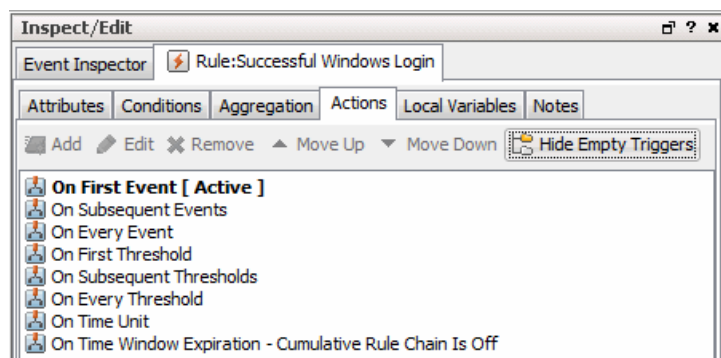 Inspect/Edit
Event Inspector Rule:Successful Windows Login
Attributes Conditions Aggregation Actions Local Variables Notes
Add Edit Remove Move Up Move Down Hide Empty Triggers
On First Event [ Active ]
On Subsequent Events
On Every Event
On First Threshold
On Subsequent Thresholds
On Every Threshold
On Time Unit
On Time Window Expiration - Cumulative Rule Chain Is Off